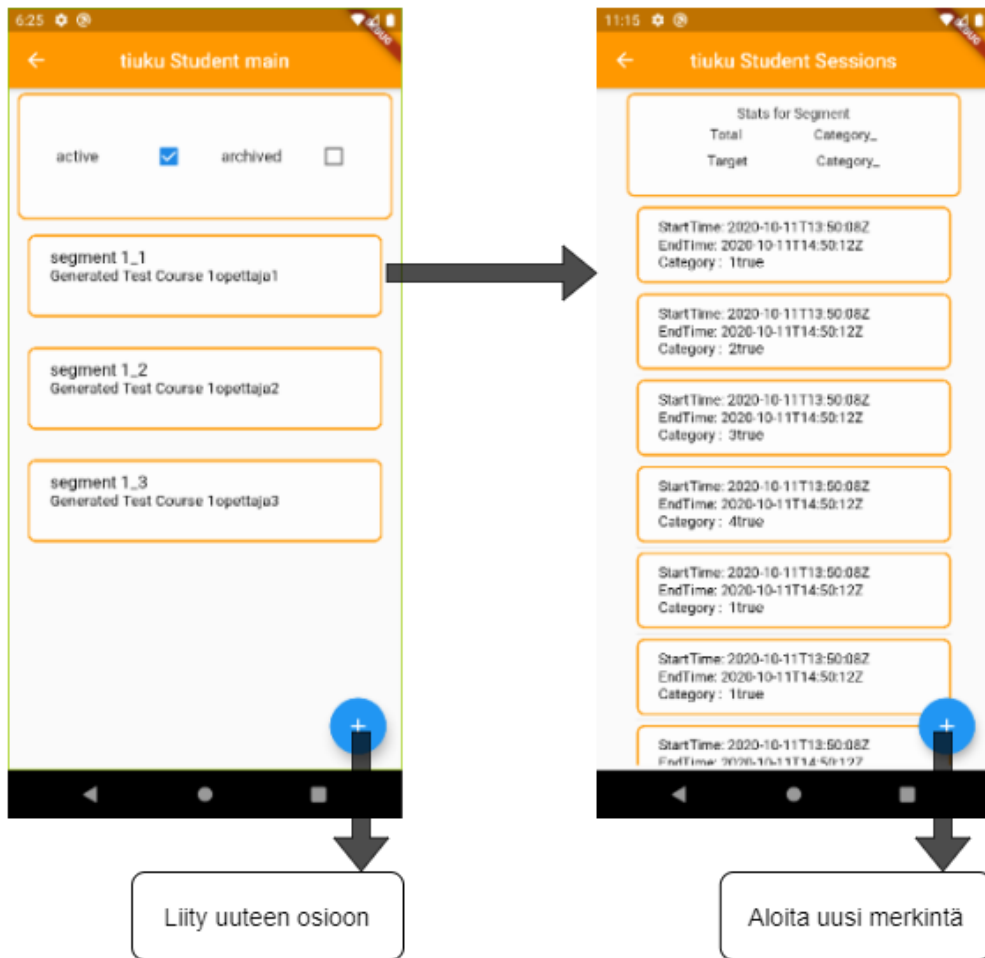 6:25
tiuku Student main
active archived
segment 1_1
Generated Test Course 1opettaja1
segment 1_2
Generated Test Course 1opettaja2
segment 1_3
Generated Test Course 1opettaja3
Liity uuteen osioon
11:15
tiuku Student Sessions
Stats for Segment
Total Category_
Target Category_
StartTime: 2020-10-11T13:50:08Z
EndTime: 2020-10-11T14:50:12Z
Category : 1true
StartTime: 2020-10-11T13:50:08Z
EndTime: 2020-10-11T14:50:12Z
Category : 2true
StartTime: 2020-10-11T13:50:08Z
EndTime: 2020-10-11T14:50:12Z
Category : 3true
StartTime: 2020-10-11T13:50:08Z
EndTime: 2020-10-11T14:50:12Z
Category : 4true
StartTime: 2020-10-11T13:50:08Z
EndTime: 2020-10-11T14:50:12Z
Category : 1true
StartTime: 2020-10-11T13:50:08Z
EndTime: 2020-10-11T14:50:12Z
Category : 1true
StartTime: 2020-10-11T13:50:08Z
EndTime: 2020-10-11T14:50:12Z
Aloita uusi merkintä